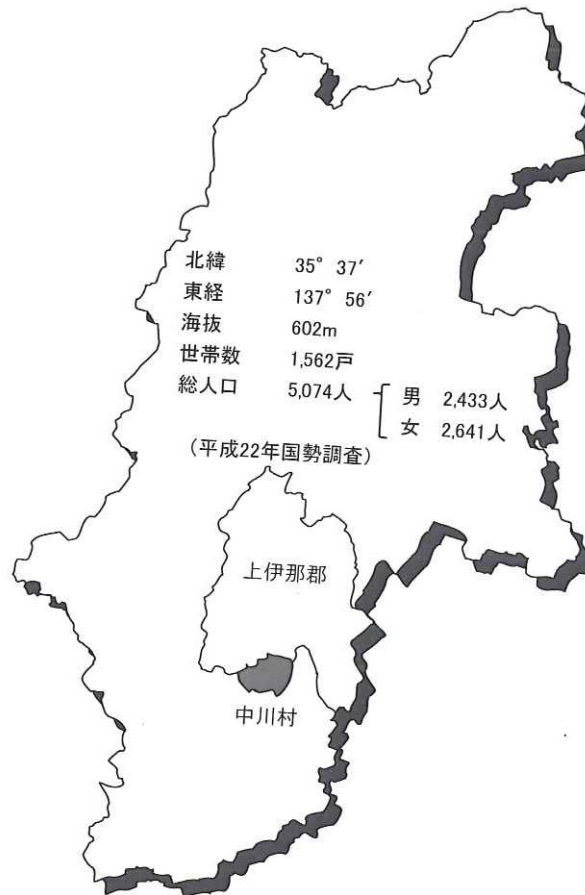 北緯 35° 37′
東経 137° 56′
海抜 602m
世帯数 1,562戸
総人口 5,074人
男 2,433人
女 2,641人
(平成22年国勢調査)
上伊那郡
中川村